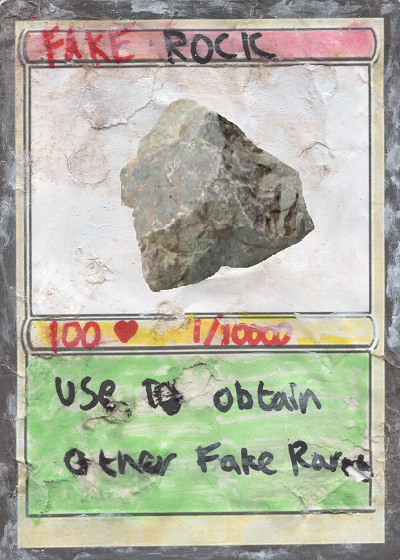 FAKE ROCK
100 ♥ 1/10000
USE TO obtain
other Fake